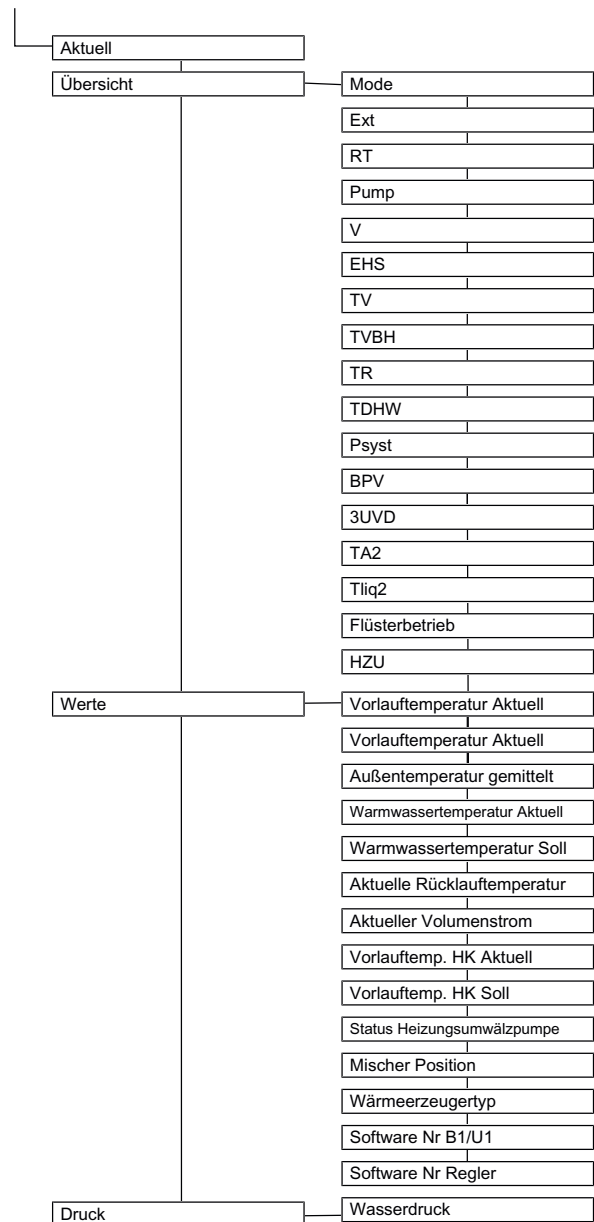 Aktuell
Übersicht
Mode
Ext
RT
Pump
V
EHS
TV
TVBH
TR
TDHW
Psyst
BPV
3UVD
TA2
Tliq2
Flüsterbetrieb
HZU
Werte
Vorlauftemperatur Aktuell
Vorlauftemperatur Aktuell
Außentemperatur gemittelt
Warmwassertemperatur Aktuell
Warmwassertemperatur Soll
Aktuelle Rücklauftemperatur
Aktueller Volumenstrom
Vorlauftemp. HK Aktuell
Vorlauftemp. HK Soll
Status Heizungsumwälzpumpe
Mischer Position
Wärmeerzeugertyp
Software Nr B1/U1
Software Nr Regler
Druck
Wasserdruck